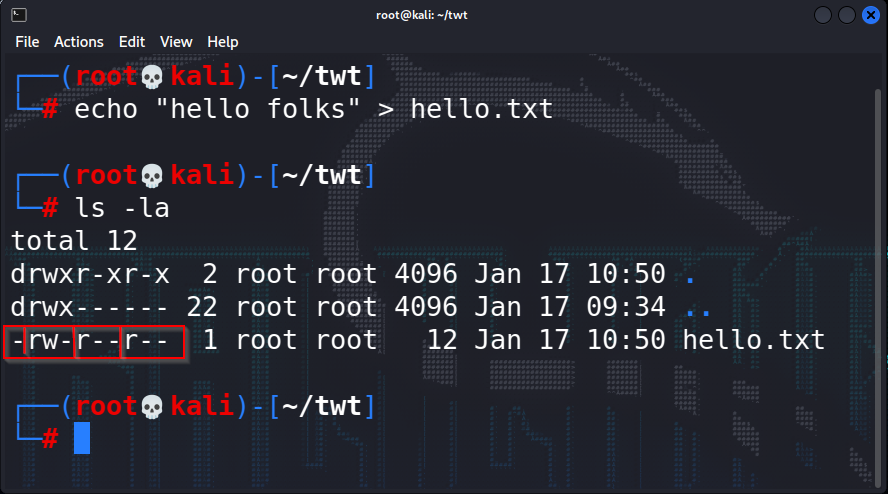 root@kali: ~/twt
File Actions Edit View Help
┌──(root💀kali)-[~/twt]
└─# echo "hello folks" > hello.txt
┌──(root💀kali)-[~/twt]
└─# ls -la
total 12
drwxr-xr-x  2 root root 4096 Jan 17 10:50 .
drwx------ 22 root root 4096 Jan 17 09:34 ..
-rw-r--r--  1 root root   12 Jan 17 10:50 hello.txt
┌──(root💀kali)-[~/twt]
└─#